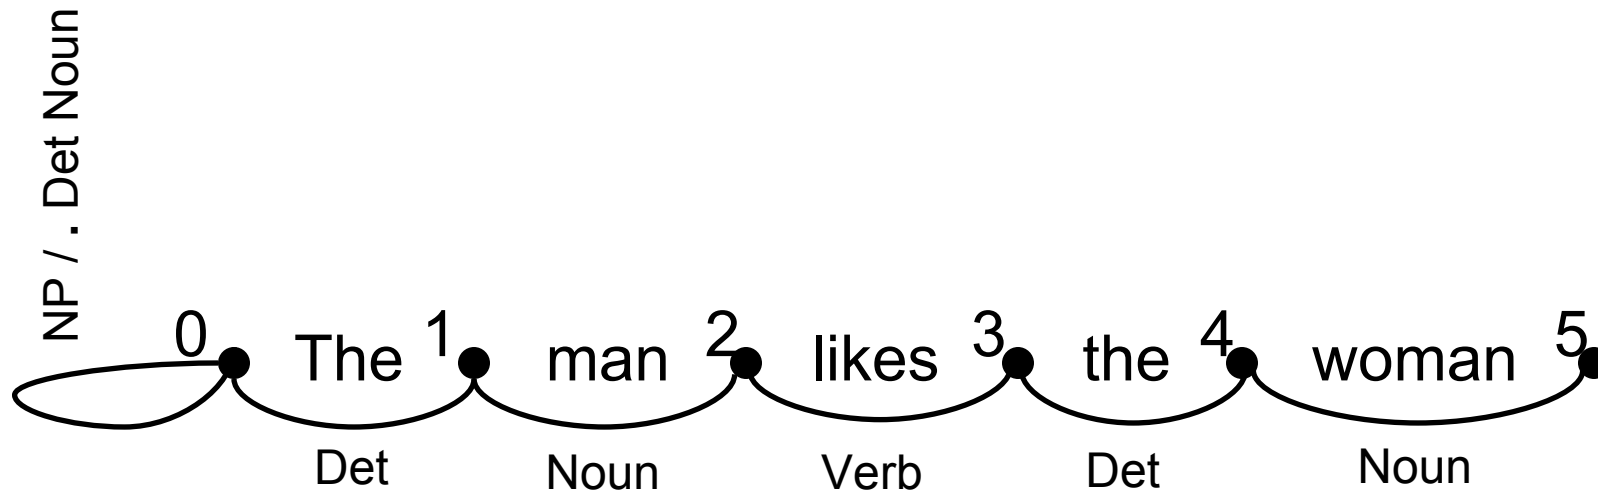 NP / . Det Noun
0 The 1 man 2 likes 3 the 4 woman 5
Det Noun Verb Det Noun